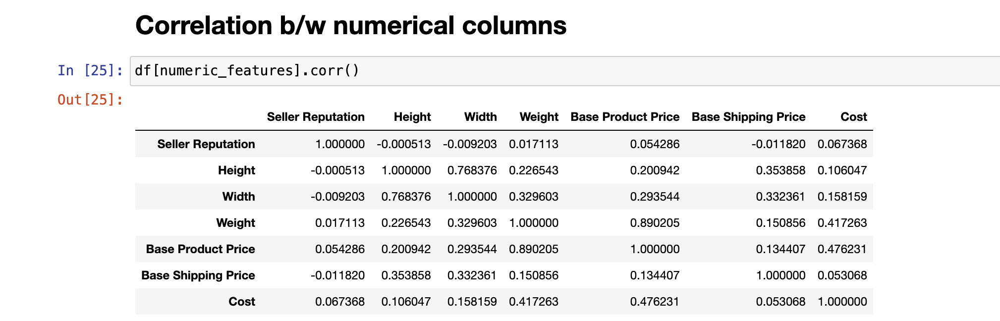 Correlation b/w numerical columns
In [25]: df[numeric_features].corr()
Out[25]:
Seller Reputation Height Width Weight Base Product Price Base Shipping Price Cost
Seller Reputation 1.000000 -0.000513 -0.009203 0.017113 0.054286 -0.011820 0.067368
Height -0.000513 1.000000 0.768376 0.226543 0.200942 0.353858 0.106047
Width -0.009203 0.768376 1.000000 0.329603 0.293544 0.332361 0.158159
Weight 0.017113 0.226543 0.329603 1.000000 0.890205 0.150856 0.417263
Base Product Price 0.054286 0.200942 0.293544 0.890205 1.000000 0.134407 0.476231
Base Shipping Price -0.011820 0.353858 0.332361 0.150856 0.134407 1.000000 0.053068
Cost 0.067368 0.106047 0.158159 0.417263 0.476231 0.053068 1.000000